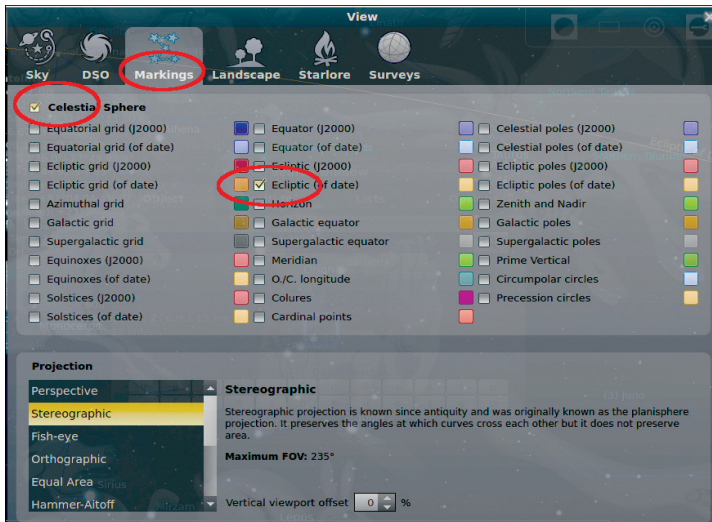 View
Sky DSO Markings Landscape Starlore Surveys
Celestial Sphere
Equatorial grid (J2000) Equator (J2000) Celestial poles (J2000)
Equatorial grid (of date) Equator (of date) Celestial poles (of date)
Ecliptic grid (J2000) Ecliptic (J2000) Ecliptic poles (J2000)
Ecliptic grid (of date) Ecliptic (of date) Ecliptic poles (of date)
Azimuthal grid Horizon Zenith and Nadir
Galactic grid Galactic equator Galactic poles
Supergalactic grid Supergalactic equator Supergalactic poles
Equinoxes (J2000) Meridian Prime Vertical
Equinoxes (of date) O./C. longitude Circumpolar circles
Solstices (J2000) Colures Precession circles
Solstices (of date) Cardinal points
Projection
Perspective
Stereographic
Fish-eye
Orthographic
Equal Area
Hammer-Aitoff
Stereographic
Stereographic projection is known since antiquity and was originally known as the planisphere
projection. It preserves the angles at which curves cross each other but it does not preserve
area.
Maximum FOV: 235°
Vertical viewport offset 0 %
(3) Juno
Sirius